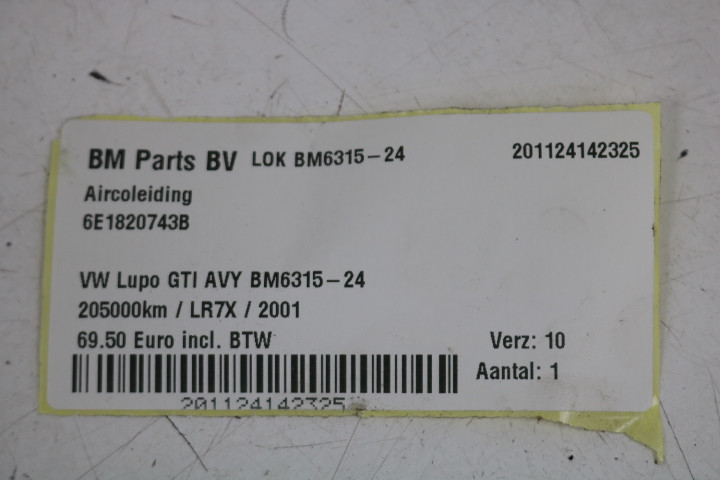 BM Parts BV LOK BM6315-24 201124142325
Aircoleiding
6E1820743B
VW Lupo GTI AVY BM6315-24
205000km / LR7X / 2001
69.50 Euro incl. BTW Verz: 10
Aantal: 1
201124142325